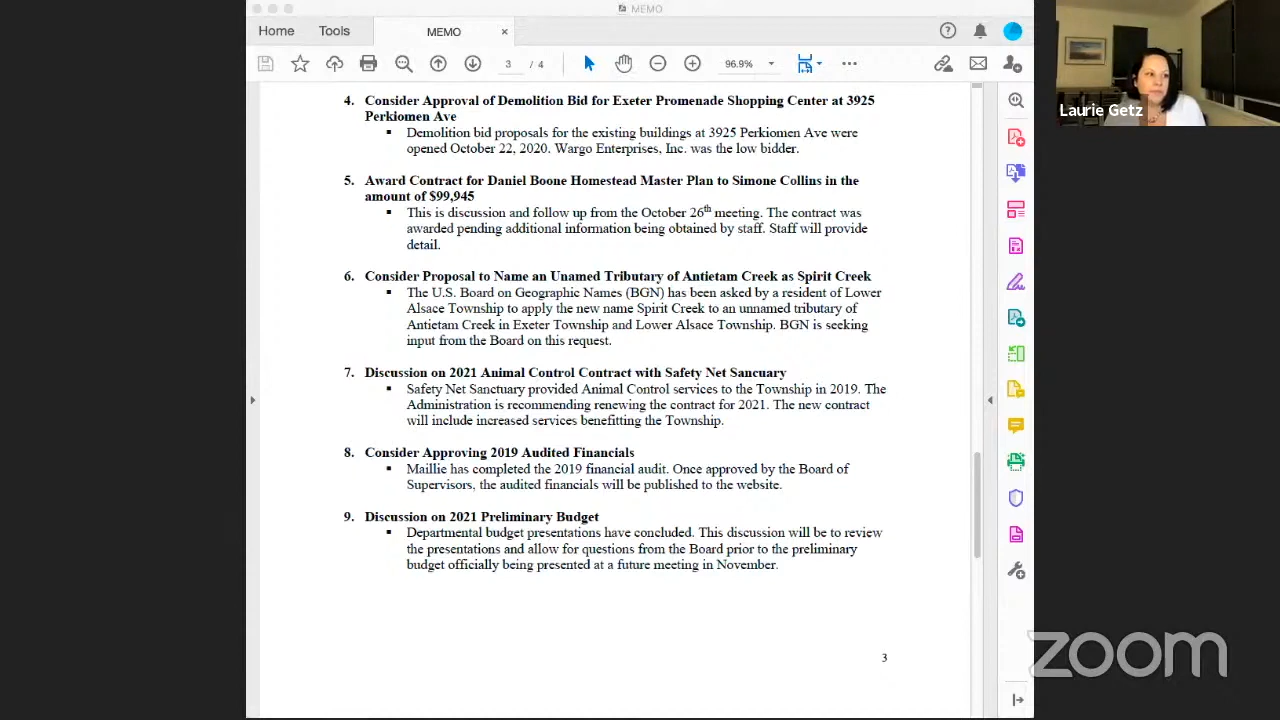 MEMO
Home
Tools
MEMO
×
3 / 4
96.9%
Laurie Getz
4. Consider Approval of Demolition Bid for Exeter Promenade Shopping Center at 3925
Perkiomen Ave
▪ Demolition bid proposals for the existing buildings at 3925 Perkiomen Ave were
opened October 22, 2020. Wargo Enterprises, Inc. was the low bidder.
5. Award Contract for Daniel Boone Homestead Master Plan to Simone Collins in the
amount of $99,945
▪ This is discussion and follow up from the October 26th meeting. The contract was
awarded pending additional information being obtained by staff. Staff will provide
detail.
6. Consider Proposal to Name an Unamed Tributary of Antietam Creek as Spirit Creek
▪ The U.S. Board on Geographic Names (BGN) has been asked by a resident of Lower
Alsace Township to apply the new name Spirit Creek to an unnamed tributary of
Antietam Creek in Exeter Township and Lower Alsace Township. BGN is seeking
input from the Board on this request.
7. Discussion on 2021 Animal Control Contract with Safety Net Sancuary
▪ Safety Net Sanctuary provided Animal Control services to the Township in 2019. The
Administration is recommending renewing the contract for 2021. The new contract
will include increased services benefitting the Township.
8. Consider Approving 2019 Audited Financials
▪ Maillie has completed the 2019 financial audit. Once approved by the Board of
Supervisors, the audited financials will be published to the website.
9. Discussion on 2021 Preliminary Budget
▪ Departmental budget presentations have concluded. This discussion will be to review
the presentations and allow for questions from the Board prior to the preliminary
budget officially being presented at a future meeting in November.
3
zoom